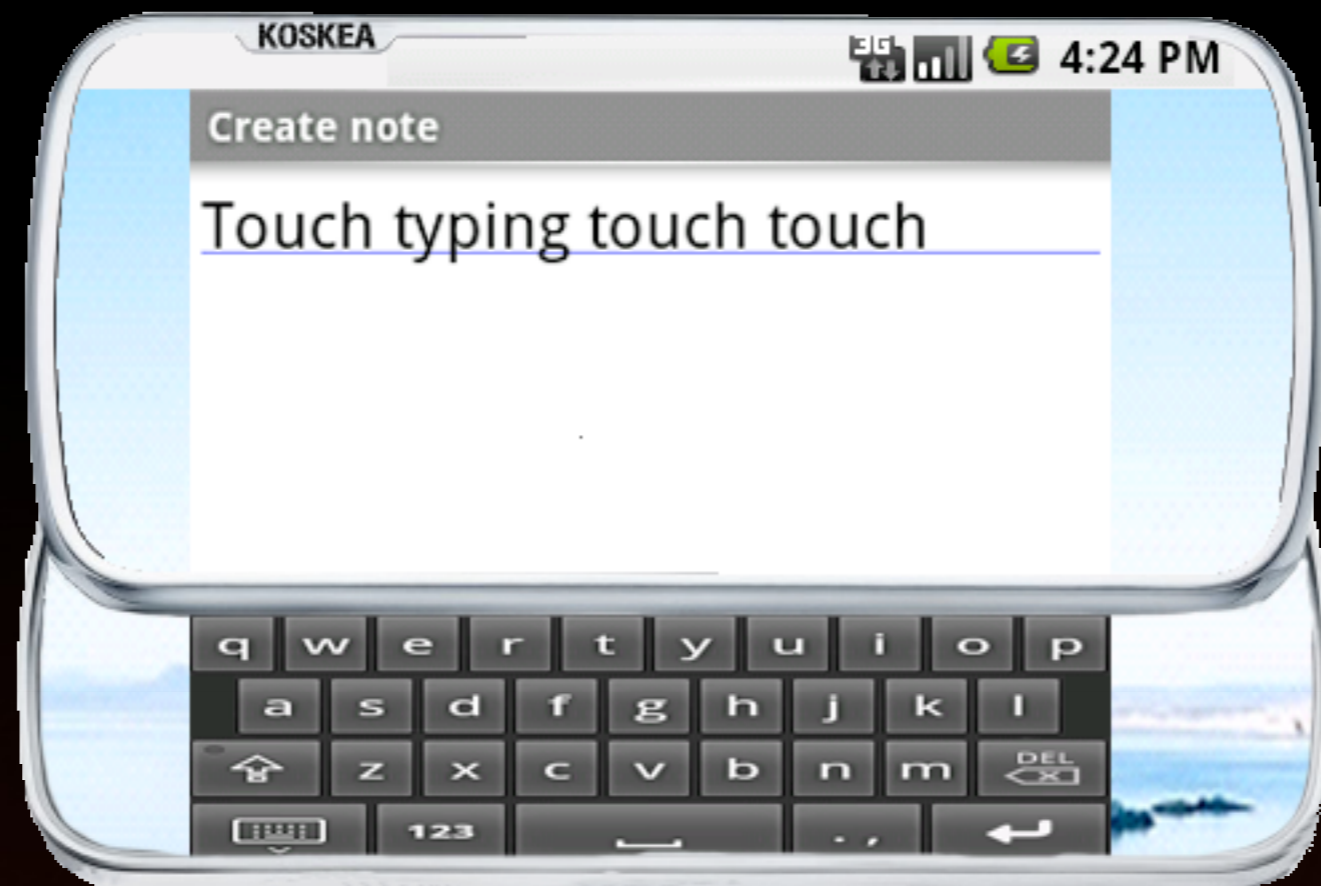 KOSKEA
3G 4:24 PM
Create note
Touch typing touch touch
q w e r t y u i o p
a s d f g h j k l
z x c v b n m DEL
123 . ,